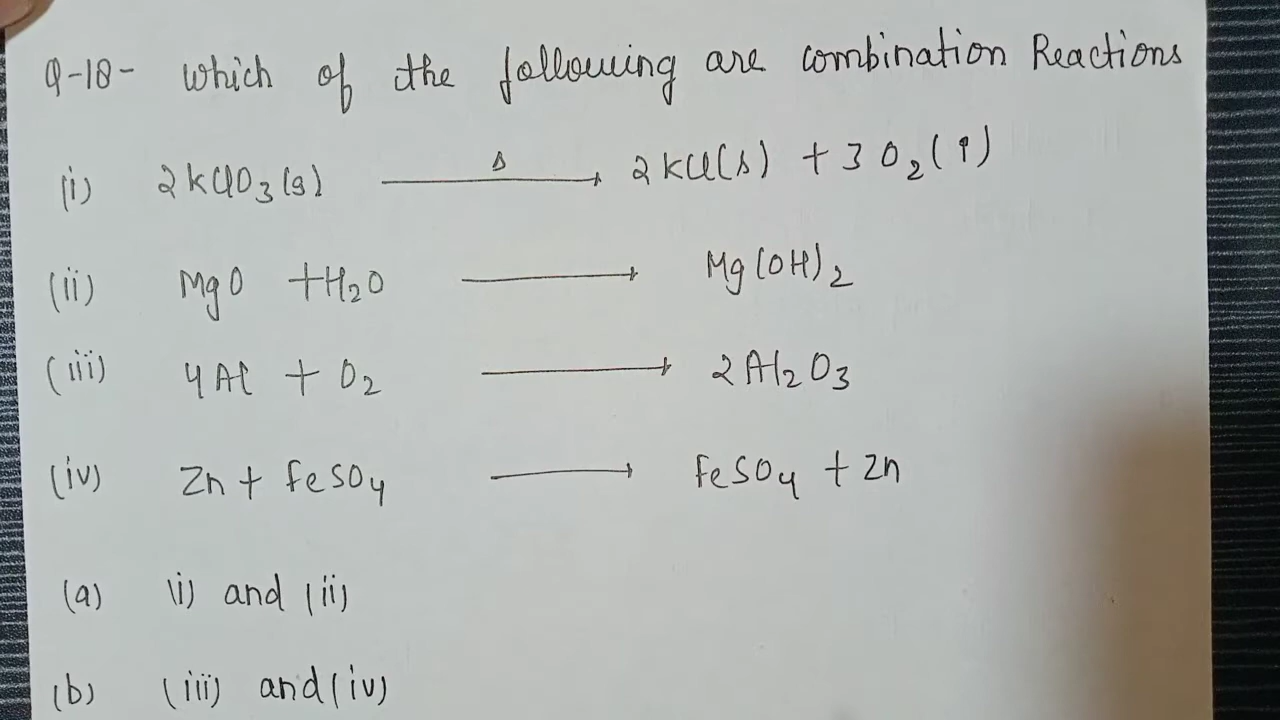 Q-18- which of the following are combination Reactions
(i) 2KClO3(s) Δ→ 2KCl(s) + 3O2(↑)
(ii) MgO + H2O → Mg(OH)2
(iii) 4Al + O2 → 2Al2O3
(iv) Zn + FeSO4 → FeSO4 + Zn
(a) (i) and (ii)
(b) (iii) and (iv)